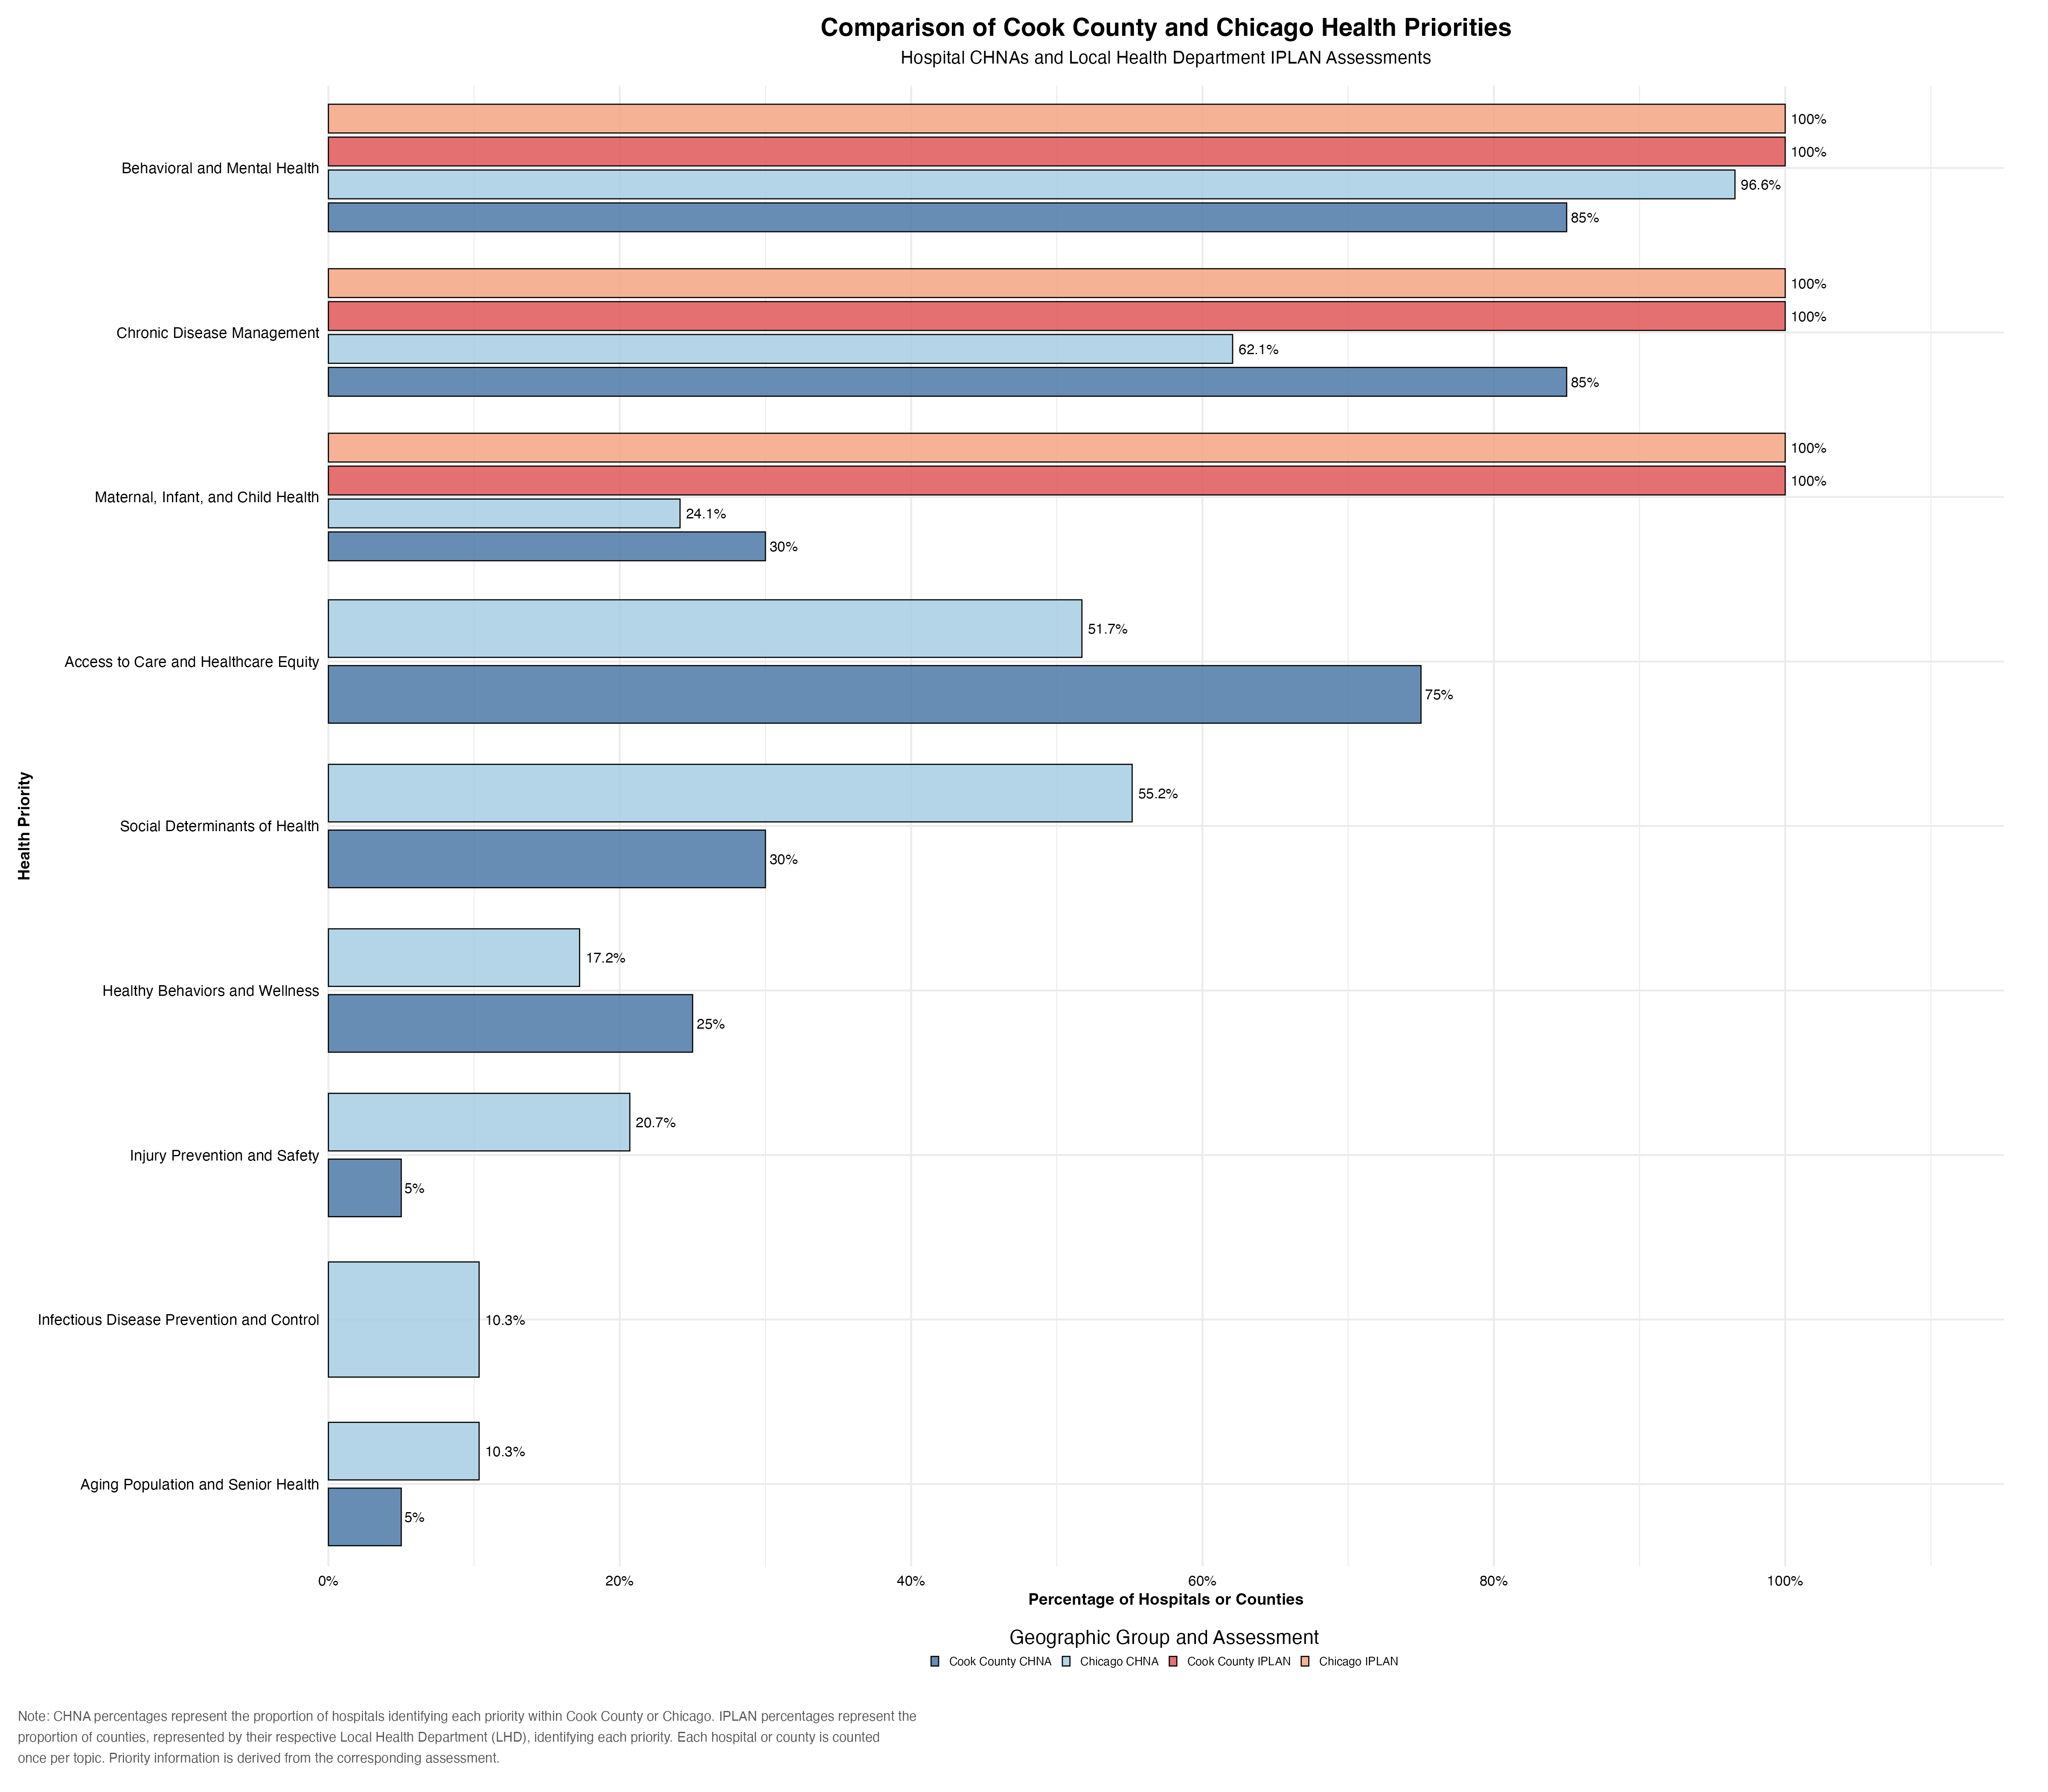 Comparison of Cook County and Chicago Health Priorities
Hospital CHNAs and Local Health Department IPLAN Assessments
Health Priority
Behavioral and Mental Health
100%
100%
96.6%
85%
Chronic Disease Management
100%
100%
62.1%
85%
Maternal, Infant, and Child Health
100%
100%
24.1%
30%
Access to Care and Healthcare Equity
51.7%
75%
Social Determinants of Health
55.2%
30%
Healthy Behaviors and Wellness
17.2%
25%
Injury Prevention and Safety
20.7%
5%
Infectious Disease Prevention and Control
10.3%
Aging Population and Senior Health
10.3%
5%
0% 20% 40% 60% 80% 100%
Percentage of Hospitals or Counties
Geographic Group and Assessment
Cook County CHNA Chicago CHNA Cook County IPLAN Chicago IPLAN
Note: CHNA percentages represent the proportion of hospitals identifying each priority within Cook County or Chicago. IPLAN percentages represent the
proportion of counties, represented by their respective Local Health Department (LHD), identifying each priority. Each hospital or county is counted
once per topic. Priority information is derived from the corresponding assessment.